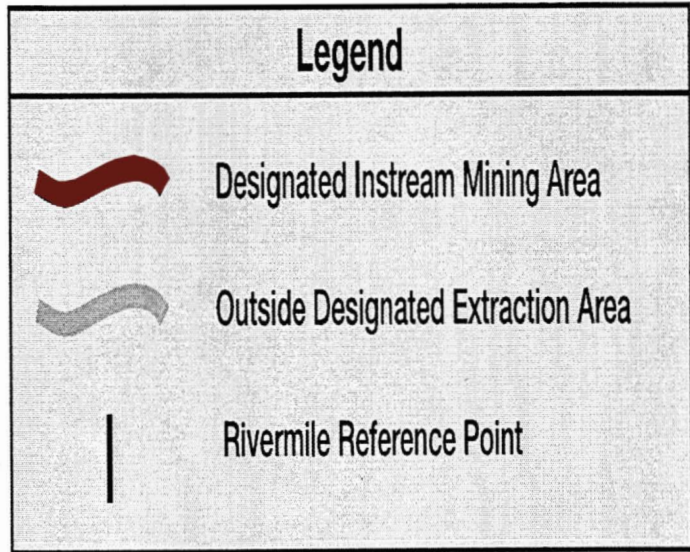 Legend
Designated Instream Mining Area
Outside Designated Extraction Area
Rivermile Reference Point